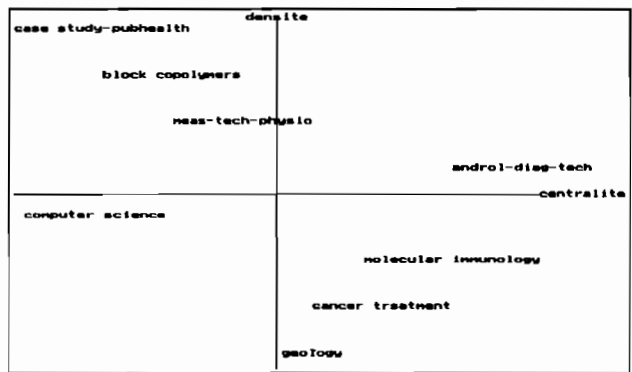 densite
case study-pubhealth
block copolymers
meas-tech-physio
androl-diag-tech
centralite
computer science
molecular immunology
cancer treatment
geology